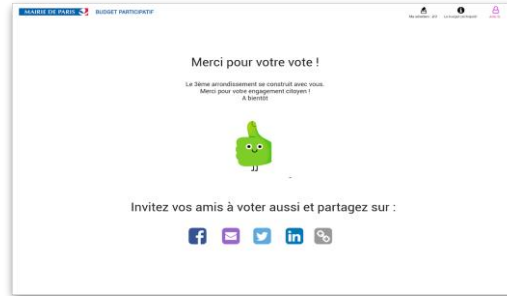 MAIRIE DE PARIS BUDGET PARTICIPATIF
Merci pour votre vote !
Le 3ème arrondissement se construit avec vous.
Merci pour votre engagement citoyen !
A bientôt
Invitez vos amis à voter aussi et partagez sur :